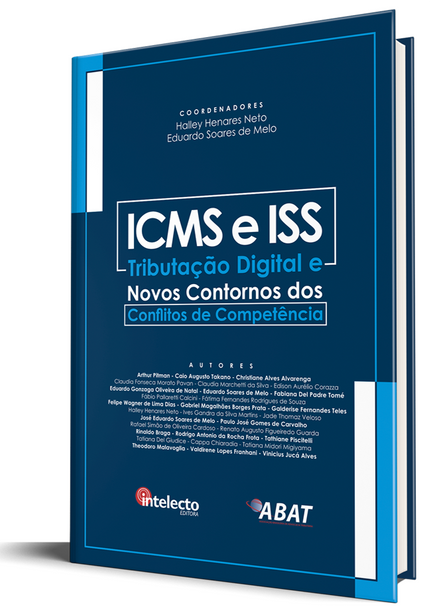 COORDENADORES
Halley Henares Neto
Eduardo Soares de Melo
ICMS e ISS
Tributação Digital e
Novos Contornos dos
Conflitos de Competência
AUTORES
Arthur Pitman - Caio Augusto Takano - Christiane Alves Alvarenga
Claudia Fonseca Morato Pavan - Claudia Marchetti da Silva - Edison Aurélio Corazza
Eduardo Gonzaga Oliveira de Natal - Eduardo Soares de Melo - Fabiana Del Padre Tomé
Fábio Pallaretti Calcini - Fátima Fernandes Rodrigues de Souza
Felipe Wagner de Lima Dias - Gabriel Magalhães Borges Prata - Galderise Fernandes Teles
Halley Henares Neto - Ives Gandra da Silva Martins - Jade Thomaz Veloso
José Eduardo Soares de Melo - Paulo José Gomes de Carvalho
Rafael Simão de Oliveira Cardoso - Renato Augusto Figueiredo Guarda
Rinaldo Braga - Rodrigo Antonio da Rocha Frota - Tathiane Piscitelli
Tatiana Del Giudice - Cappa Chiaradia - Tatiana Midori Migiyama
Theodoro Malavoglia - Valdirene Lopes Franhani - Vinicius Jucá Alves
intelecto
EDITORA
ABAT